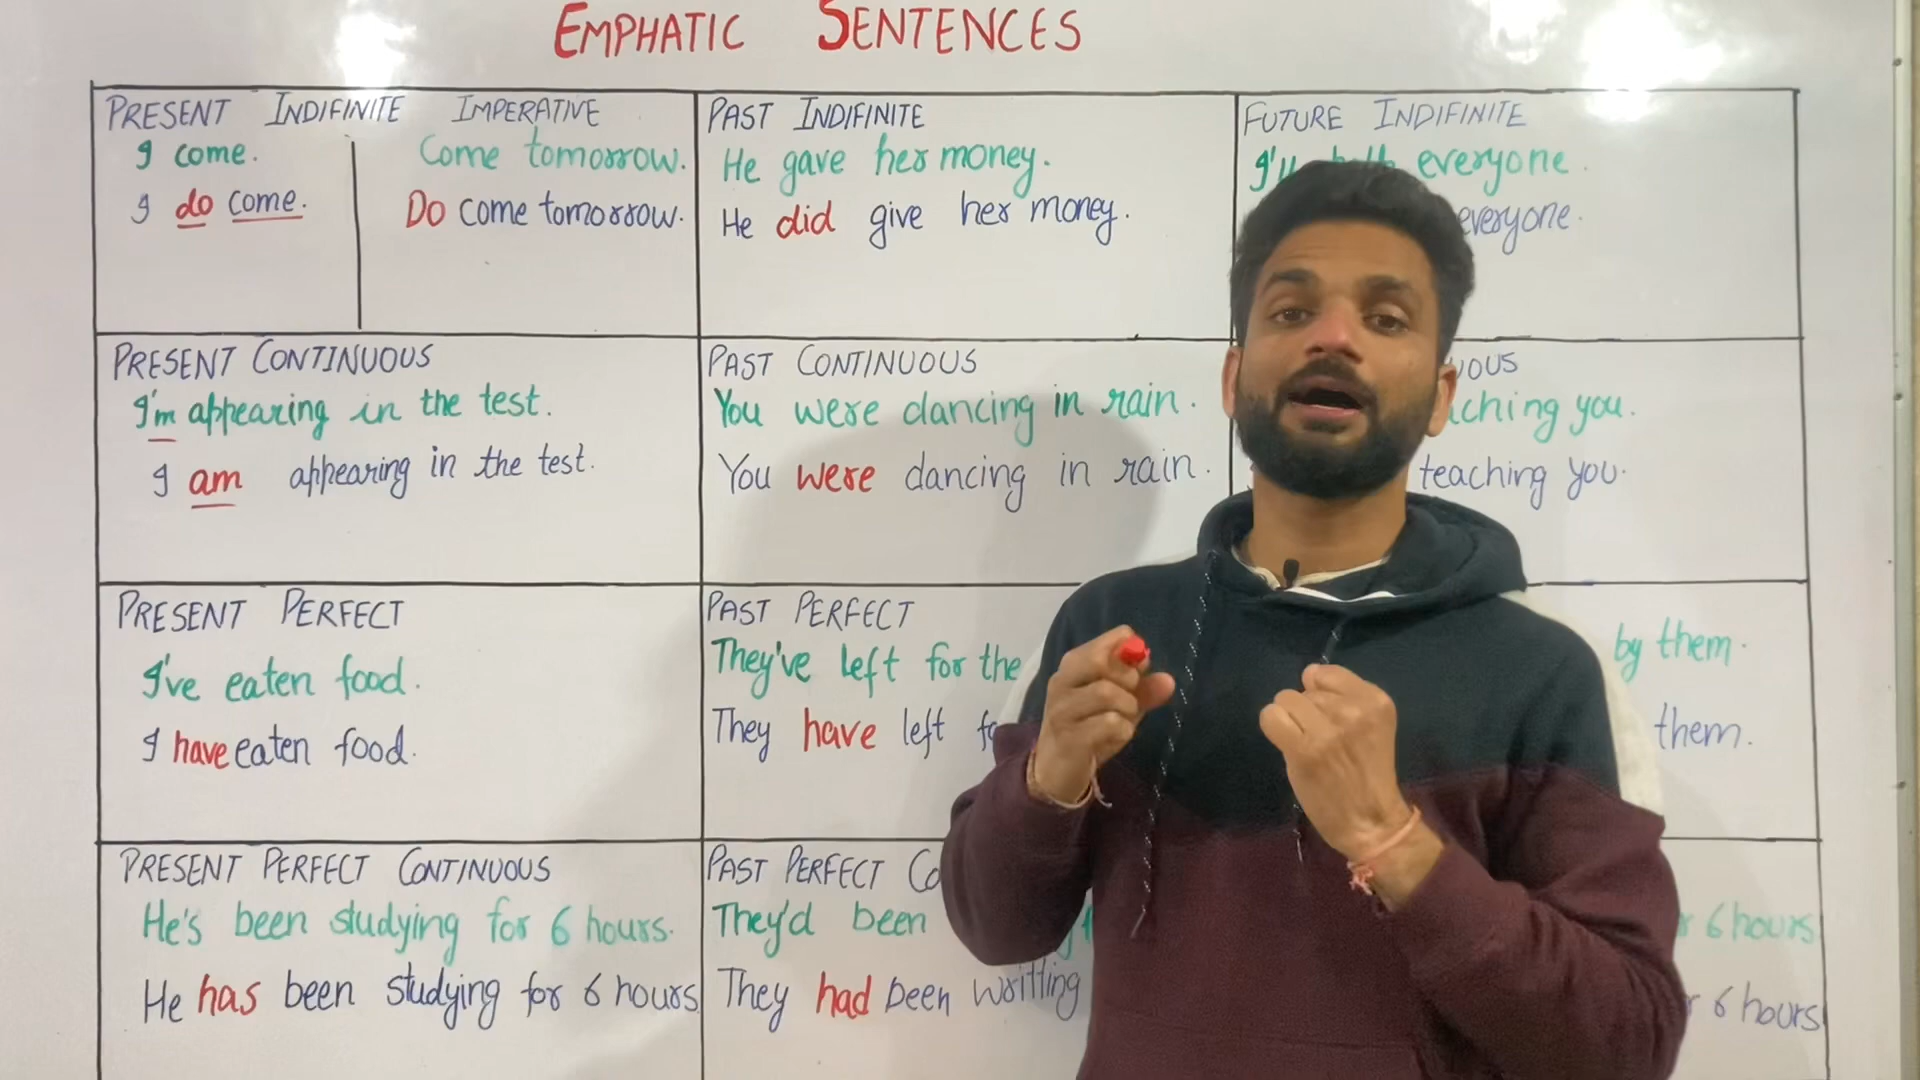 EMPHATIC SENTENCES
PRESENT INDIFINITE IMPERATIVE
I come.
Come tomorrow.
I do come.
Do come tomorrow.
PAST INDIFINITE
He gave her money.
He did give her money.
FUTURE INDIFINITE
I'll everyone.
everyone.
PRESENT CONTINUOUS
I'm appearing in the test.
I am appearing in the test.
PAST CONTINUOUS
You were dancing in rain.
You were dancing in rain.
you.
teaching you.
PRESENT PERFECT
I've eaten food.
I have eaten food.
PAST PERFECT
They've left for the
They have left
by them.
them.
PRESENT PERFECT CONTINUOUS
He's been studying for 6 hours.
He has been studying for 6 hours
PAST PERFECT
They'd been
They had been writting
6 hours
6 hours